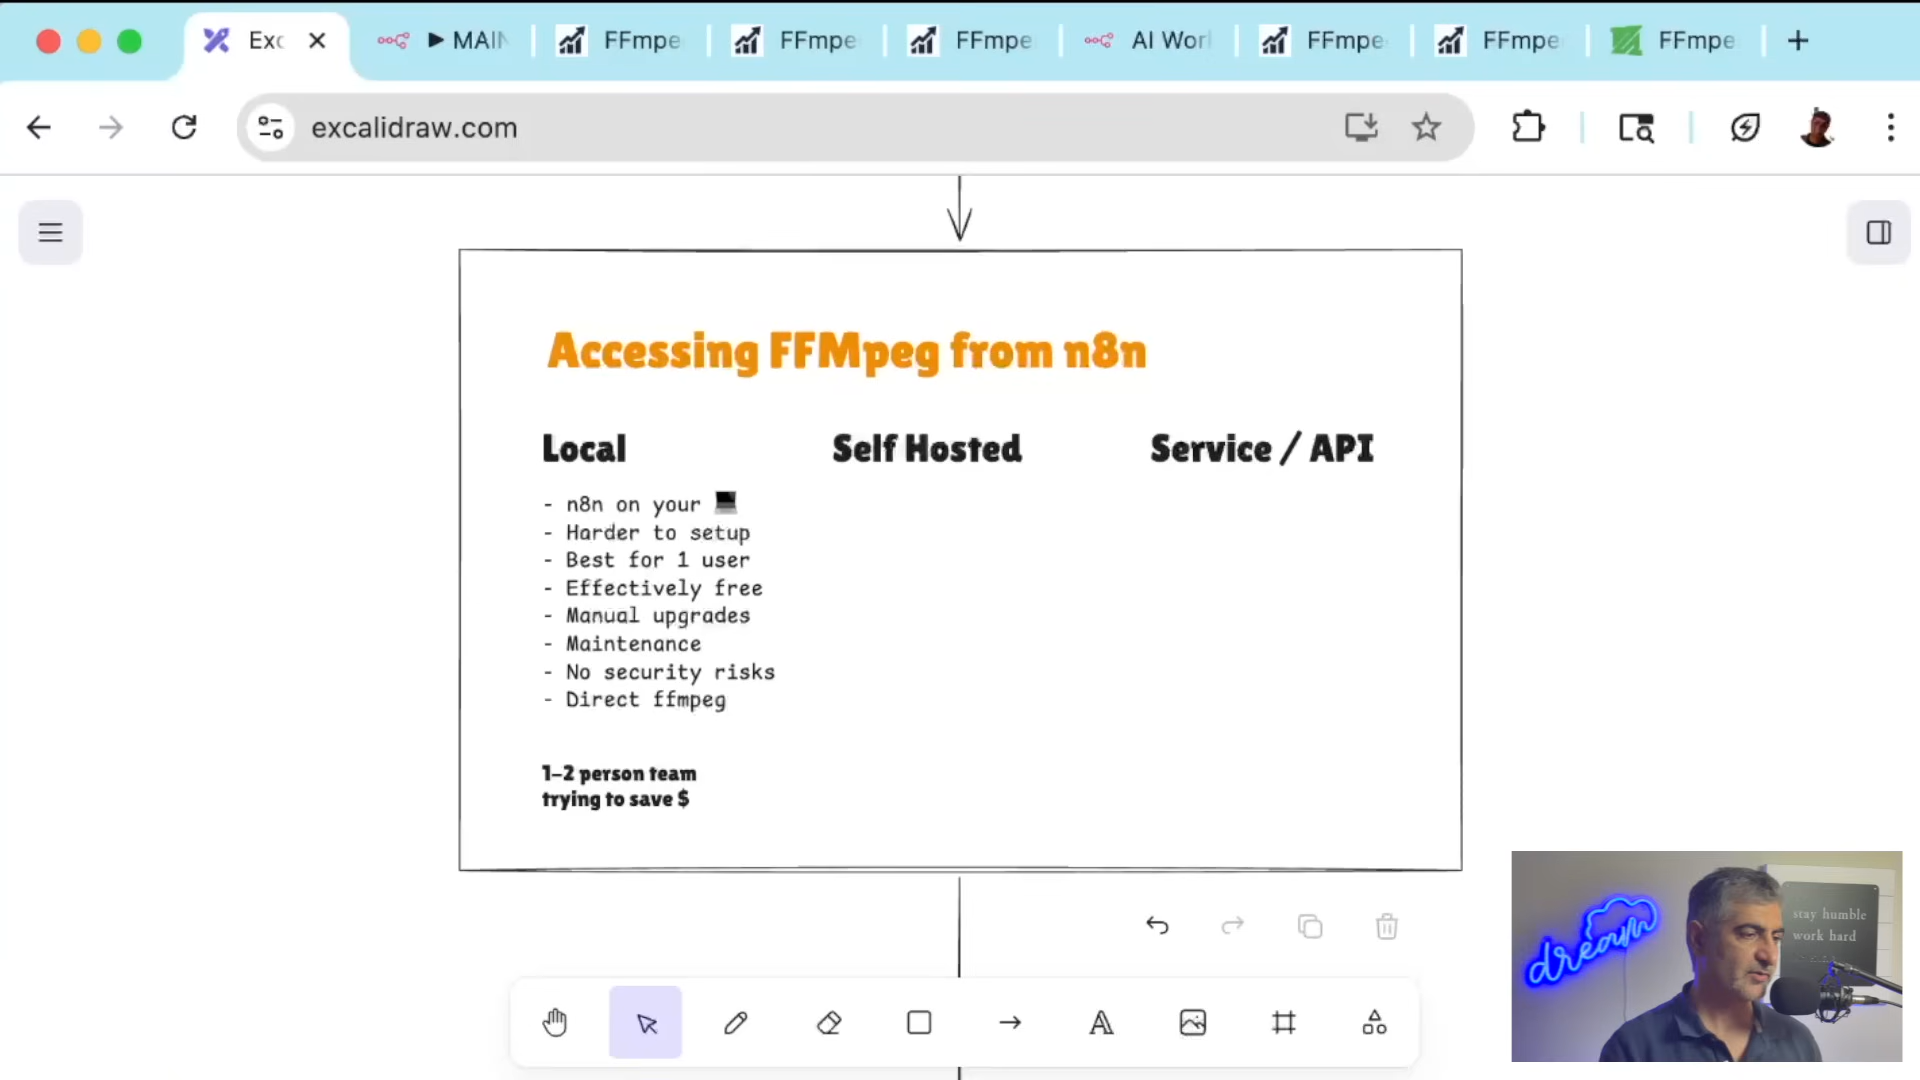 Exc
MAIN
FFmpe
FFmpe
FFmpe
AI Worl
FFmpe
FFmpe
FFmpe
excalidraw.com
Accessing FFMpeg from n8n
Local
- n8n on your 💻
- Harder to setup
- Best for 1 user
- Effectively free
- Manual upgrades
- Maintenance
- No security risks
- Direct ffmpeg
1-2 person team
trying to save $
Self Hosted
Service / API
dream
stay humble
work hard